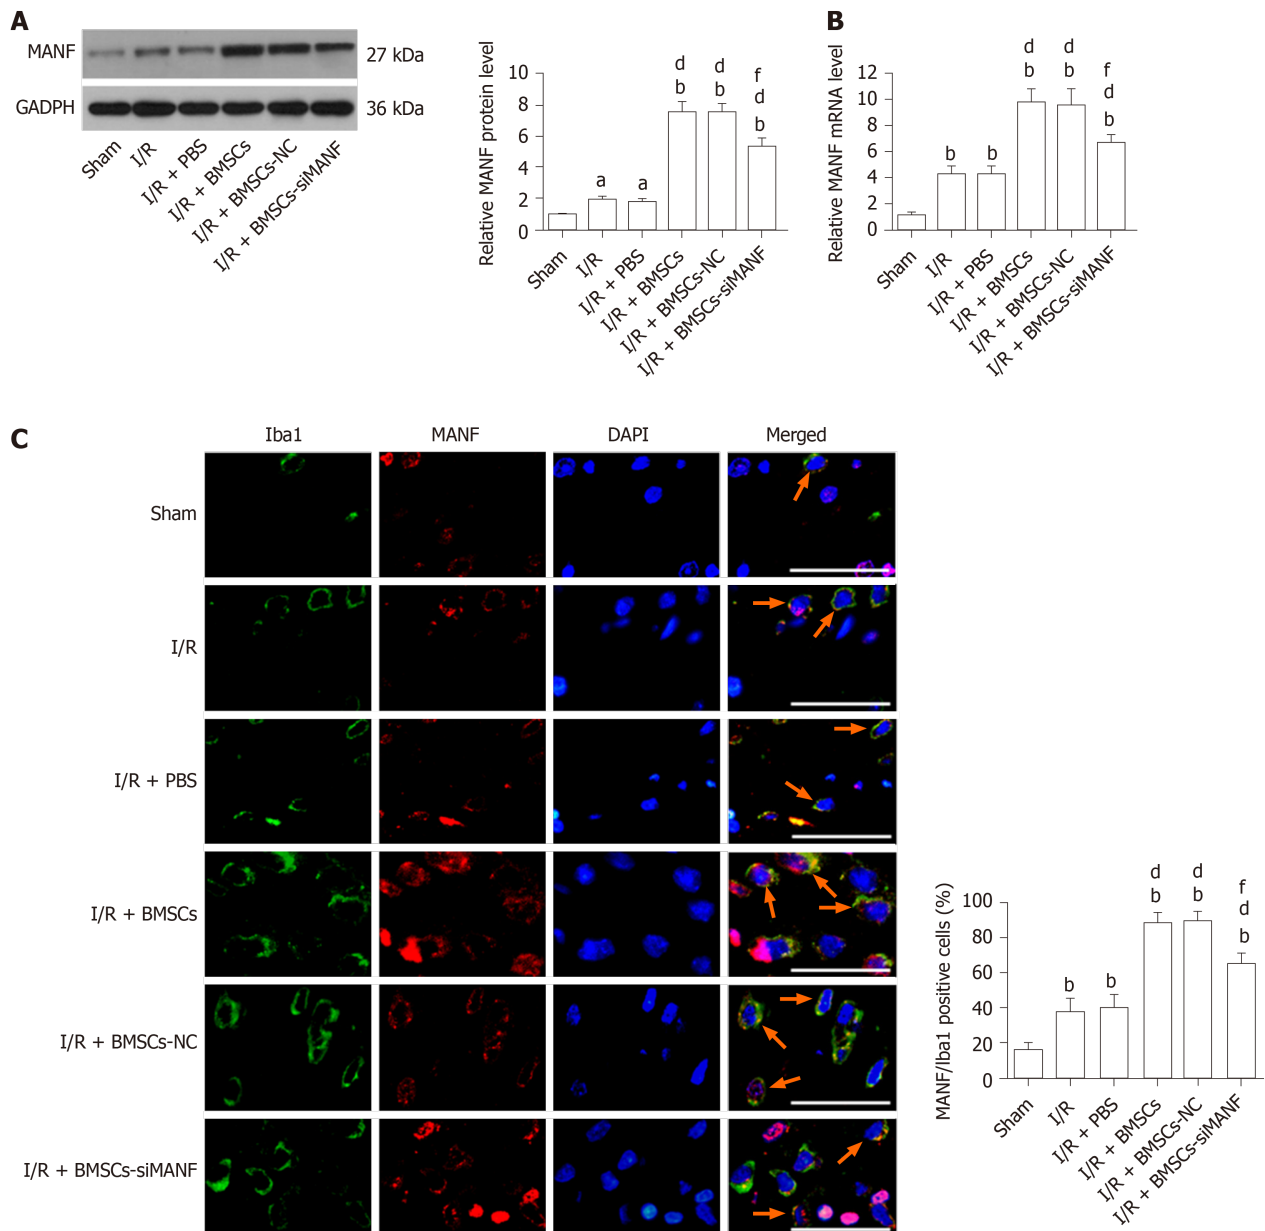 A
MANF
27 kDa
GADPH
36 kDa
Sham
I/R
I/R + PBS
I/R + BMSCs
I/R + BMSCs-NC
I/R + BMSCs-siMANF
Relative MANF protein level
10
8
6
4
2
0
a
a
d
b
d
b
f
d
b
Sham
I/R
I/R + PBS
I/R + BMSCs
I/R + BMSCs-NC
I/R + BMSCs-siMANF
B
Relative MANF mRNA level
12
10
8
6
4
2
0
b
b
d
b
d
b
f
d
b
Sham
I/R
I/R + PBS
I/R + BMSCs
I/R + BMSCs-NC
I/R + BMSCs-siMANF
C
Iba1 MANF DAPI Merged
Sham
I/R
I/R + PBS
I/R + BMSCs
I/R + BMSCs-NC
I/R + BMSCs-siMANF
MANF/Iba1 positive cells (%)
100
80
60
40
20
0
b
b
d
b
d
b
f
d
b
Sham
I/R
I/R + PBS
I/R + BMSCs
I/R + BMSCs-NC
I/R + BMSCs-siMANF